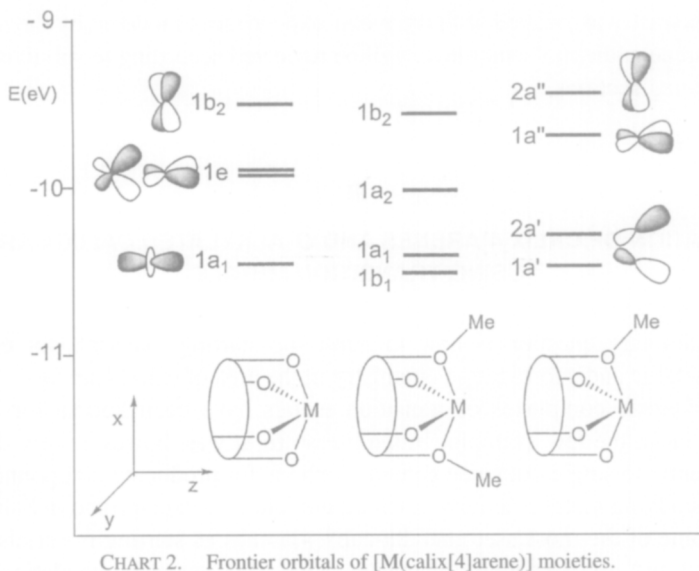 - 9
E(eV)
1b₂
1b₂
2a"
1a"
1e
- 10
1a₂
1a₁
1a₁
1b₁
2a'
1a'
- 11
Me
Me
O
O
O
O
M
O
O
O
O
M
Me
O
O
O
O
M
x
z
y
CHART 2. Frontier orbitals of [M(calix[4]arene)] moieties.